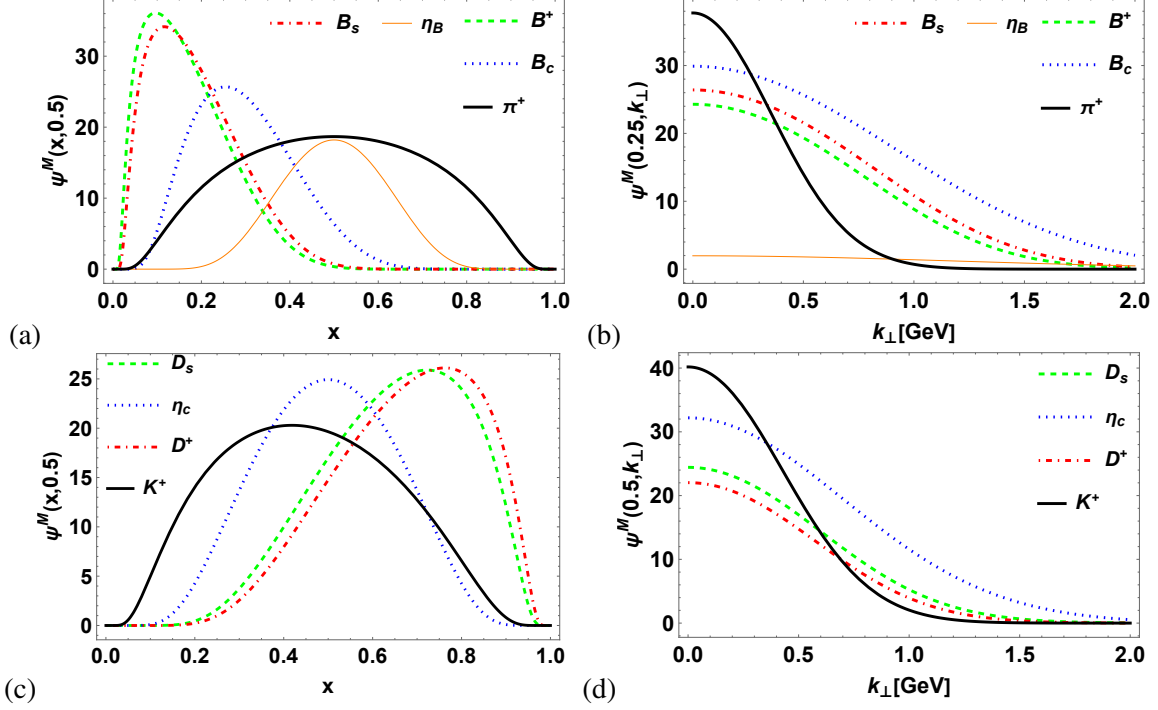 B_s η_B B⁺
B_c
π⁺
ψ^M(x,0.5)
30
20
10
0
0.0 0.2 0.4 0.6 0.8 1.0
x
(a)
B_s η_B B⁺
B_c
π⁺
ψ^M(0.25,k_⊥)
30
20
10
0
0.0 0.5 1.0 1.5 2.0
k_⊥[GeV]
(b)
D_s
η_c
D⁺
K⁺
ψ^M(x,0.5)
25
20
15
10
5
0
0.0 0.2 0.4 0.6 0.8 1.0
x
(c)
D_s
η_c
D⁺
K⁺
ψ^M(0.5,k_⊥)
40
30
20
10
0
0.0 0.5 1.0 1.5 2.0
k_⊥[GeV]
(d)